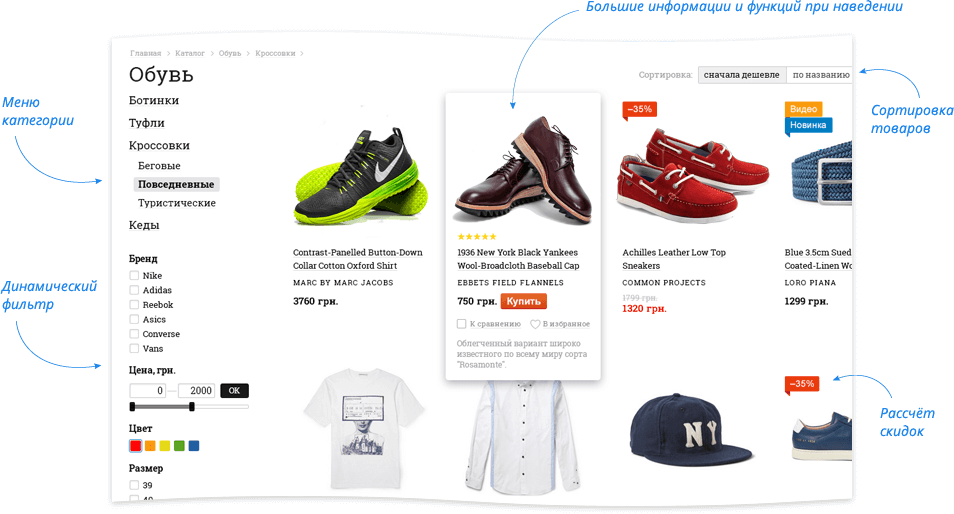 Большие информации и функций при наведении
Главная > Каталог > Обувь > Кроссовки >
Обувь
Сортировка: сначала дешевле по названию
Меню
категории
Сортировка
товаров
Ботинки
Туфли
Кроссовки
Беговые
Повседневные
Туристические
Кеды
Бренд
Nike
Adidas
Reebok
Asics
Converse
Vans
Динамический
фильтр
Цена, грн.
0 — 2000 ОК
Цвет
Размер
39
40
Contrast-Panelled Button-Down
Collar Cotton Oxford Shirt
MARC BY MARC JACOBS
3760 грн.
1936 New York Black Yankees
Wool-Broadcloth Baseball Cap
EBBETS FIELD FLANNELS
750 грн. Купить
К сравнению В избранное
Облегченный вариант широко
известного по всему миру сорта
"Rosamonte".
–35%
Achilles Leather Low Top
Sneakers
COMMON PROJECTS
1799 грн.
1320 грн.
Видео
Новинка
Blue 3.5cm Sued
Coated-Linen Wo
LORO PIANA
1299 грн.
NY
–35%
Рассчёт
скидок